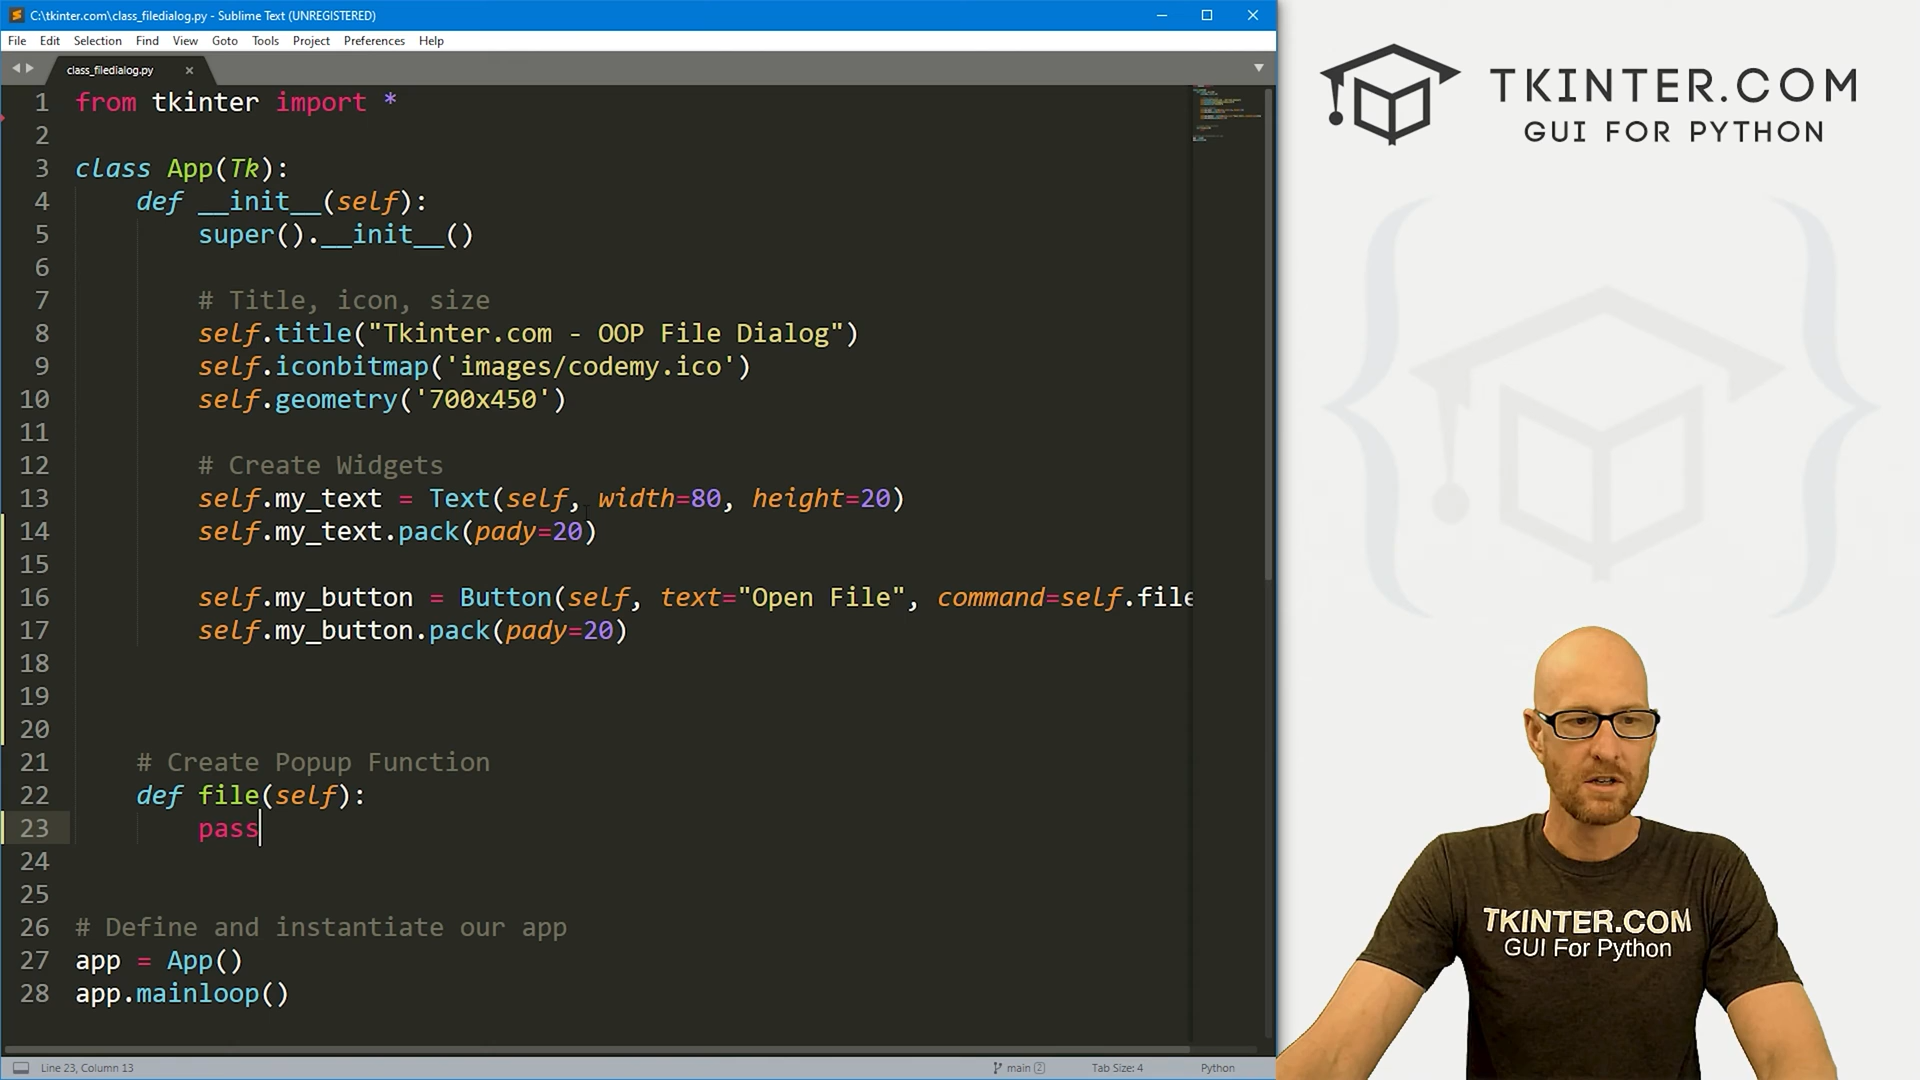 C:\tkinter.com\class_filedialog.py - Sublime Text (UNREGISTERED)
File Edit Selection Find View Goto Tools Project Preferences Help
class_filedialog.py
1 from tkinter import *
2
3 class App(Tk):
4 def __init__(self):
5 super().__init__()
6
7 # Title, icon, size
8 self.title("Tkinter.com - OOP File Dialog")
9 self.iconbitmap('images/codemy.ico')
10 self.geometry('700x450')
11
12 # Create Widgets
13 self.my_text = Text(self, width=80, height=20)
14 self.my_text.pack(pady=20)
15
16 self.my_button = Button(self, text="Open File", command=self.file
17 self.my_button.pack(pady=20)
18
19
20
21 # Create Popup Function
22 def file(self):
23 pass
24
25
26 # Define and instantiate our app
27 app = App()
28 app.mainloop()
Line 23, Column 13
main 2
Tab Size: 4
Python
TKINTER.COM
GUI FOR PYTHON
TKINTER.COM
GUI For Python